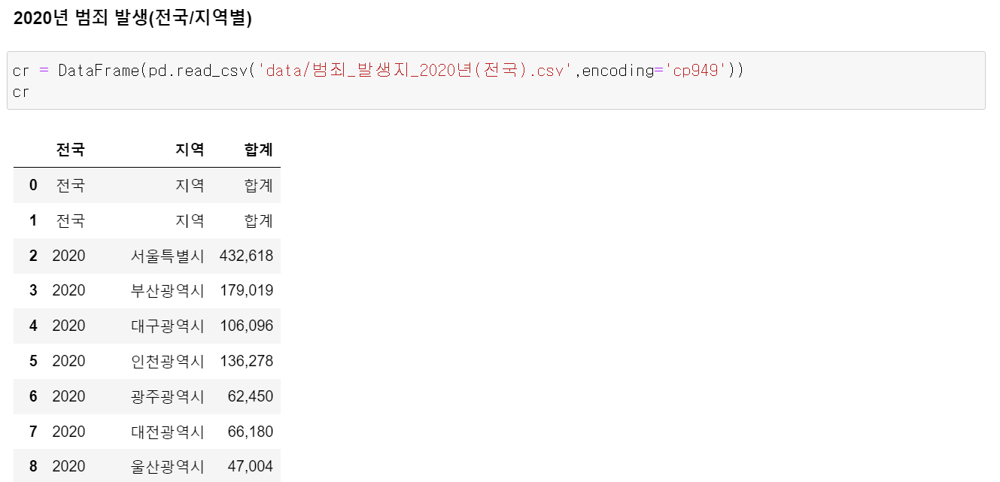 2020년 범죄 발생(전국/지역별)
cr = DataFrame(pd.read_csv('data/범죄_발생지_2020년(전국).csv',encoding='cp949'))
cr
전국 지역 합계
0 전국 지역 합계
1 전국 지역 합계
2 2020 서울특별시 432,618
3 2020 부산광역시 179,019
4 2020 대구광역시 106,096
5 2020 인천광역시 136,278
6 2020 광주광역시 62,450
7 2020 대전광역시 66,180
8 2020 울산광역시 47,004